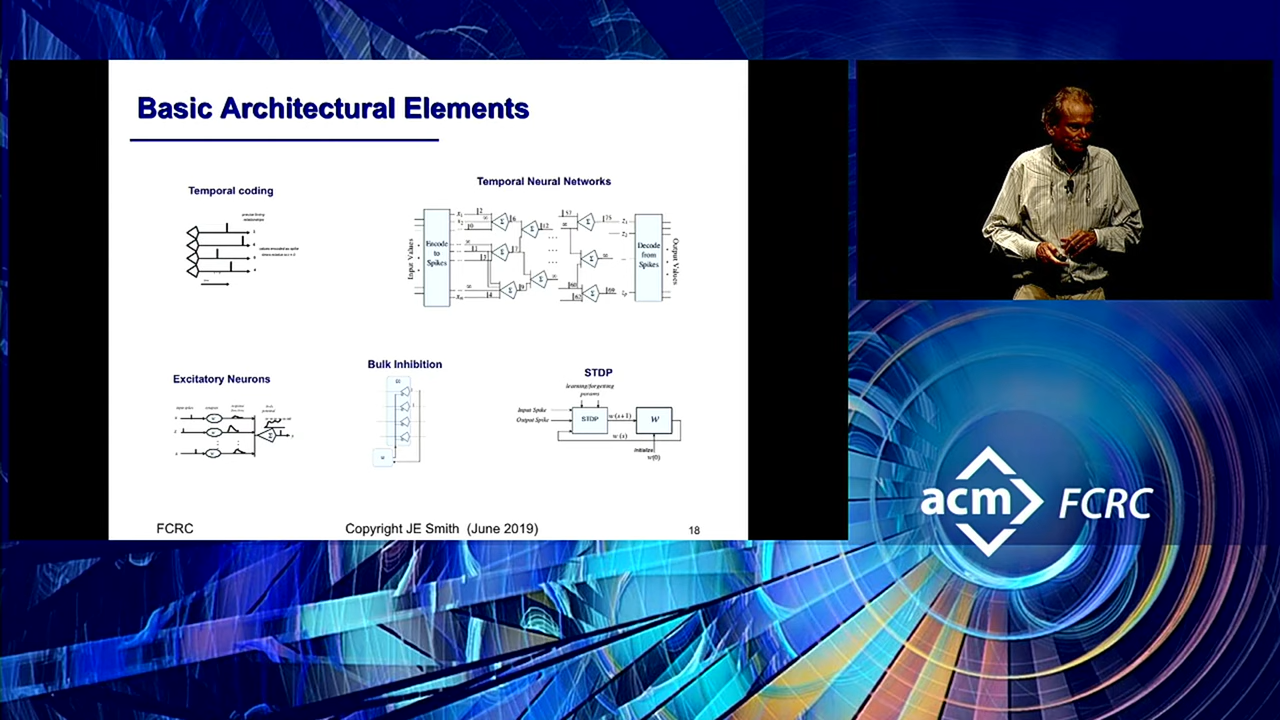 Basic Architectural Elements
Temporal coding
Temporal Neural Networks
Input Values
Encode
to
Spikes
Decode
from
Spikes
Output Values
Excitatory Neurons
Bulk Inhibition
STDP
learning/forgetting
params
Input Spike
Output Spike
STDP
w(s+1)
W
w(s)
Initialize
w(0)
FCRC
Copyright JE Smith (June 2019)
18
acm FCRC